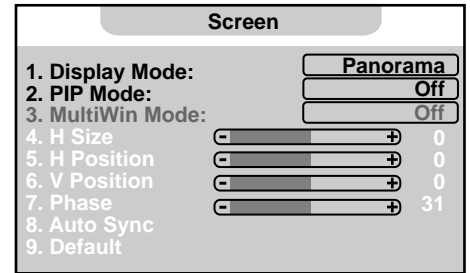 Screen
1. Display Mode: Panorama
2. PIP Mode: Off
3. MultiWin Mode: Off
4. H Size - + 0
5. H Position - + 0
6. V Position - + 0
7. Phase - + 31
8. Auto Sync
9. Default